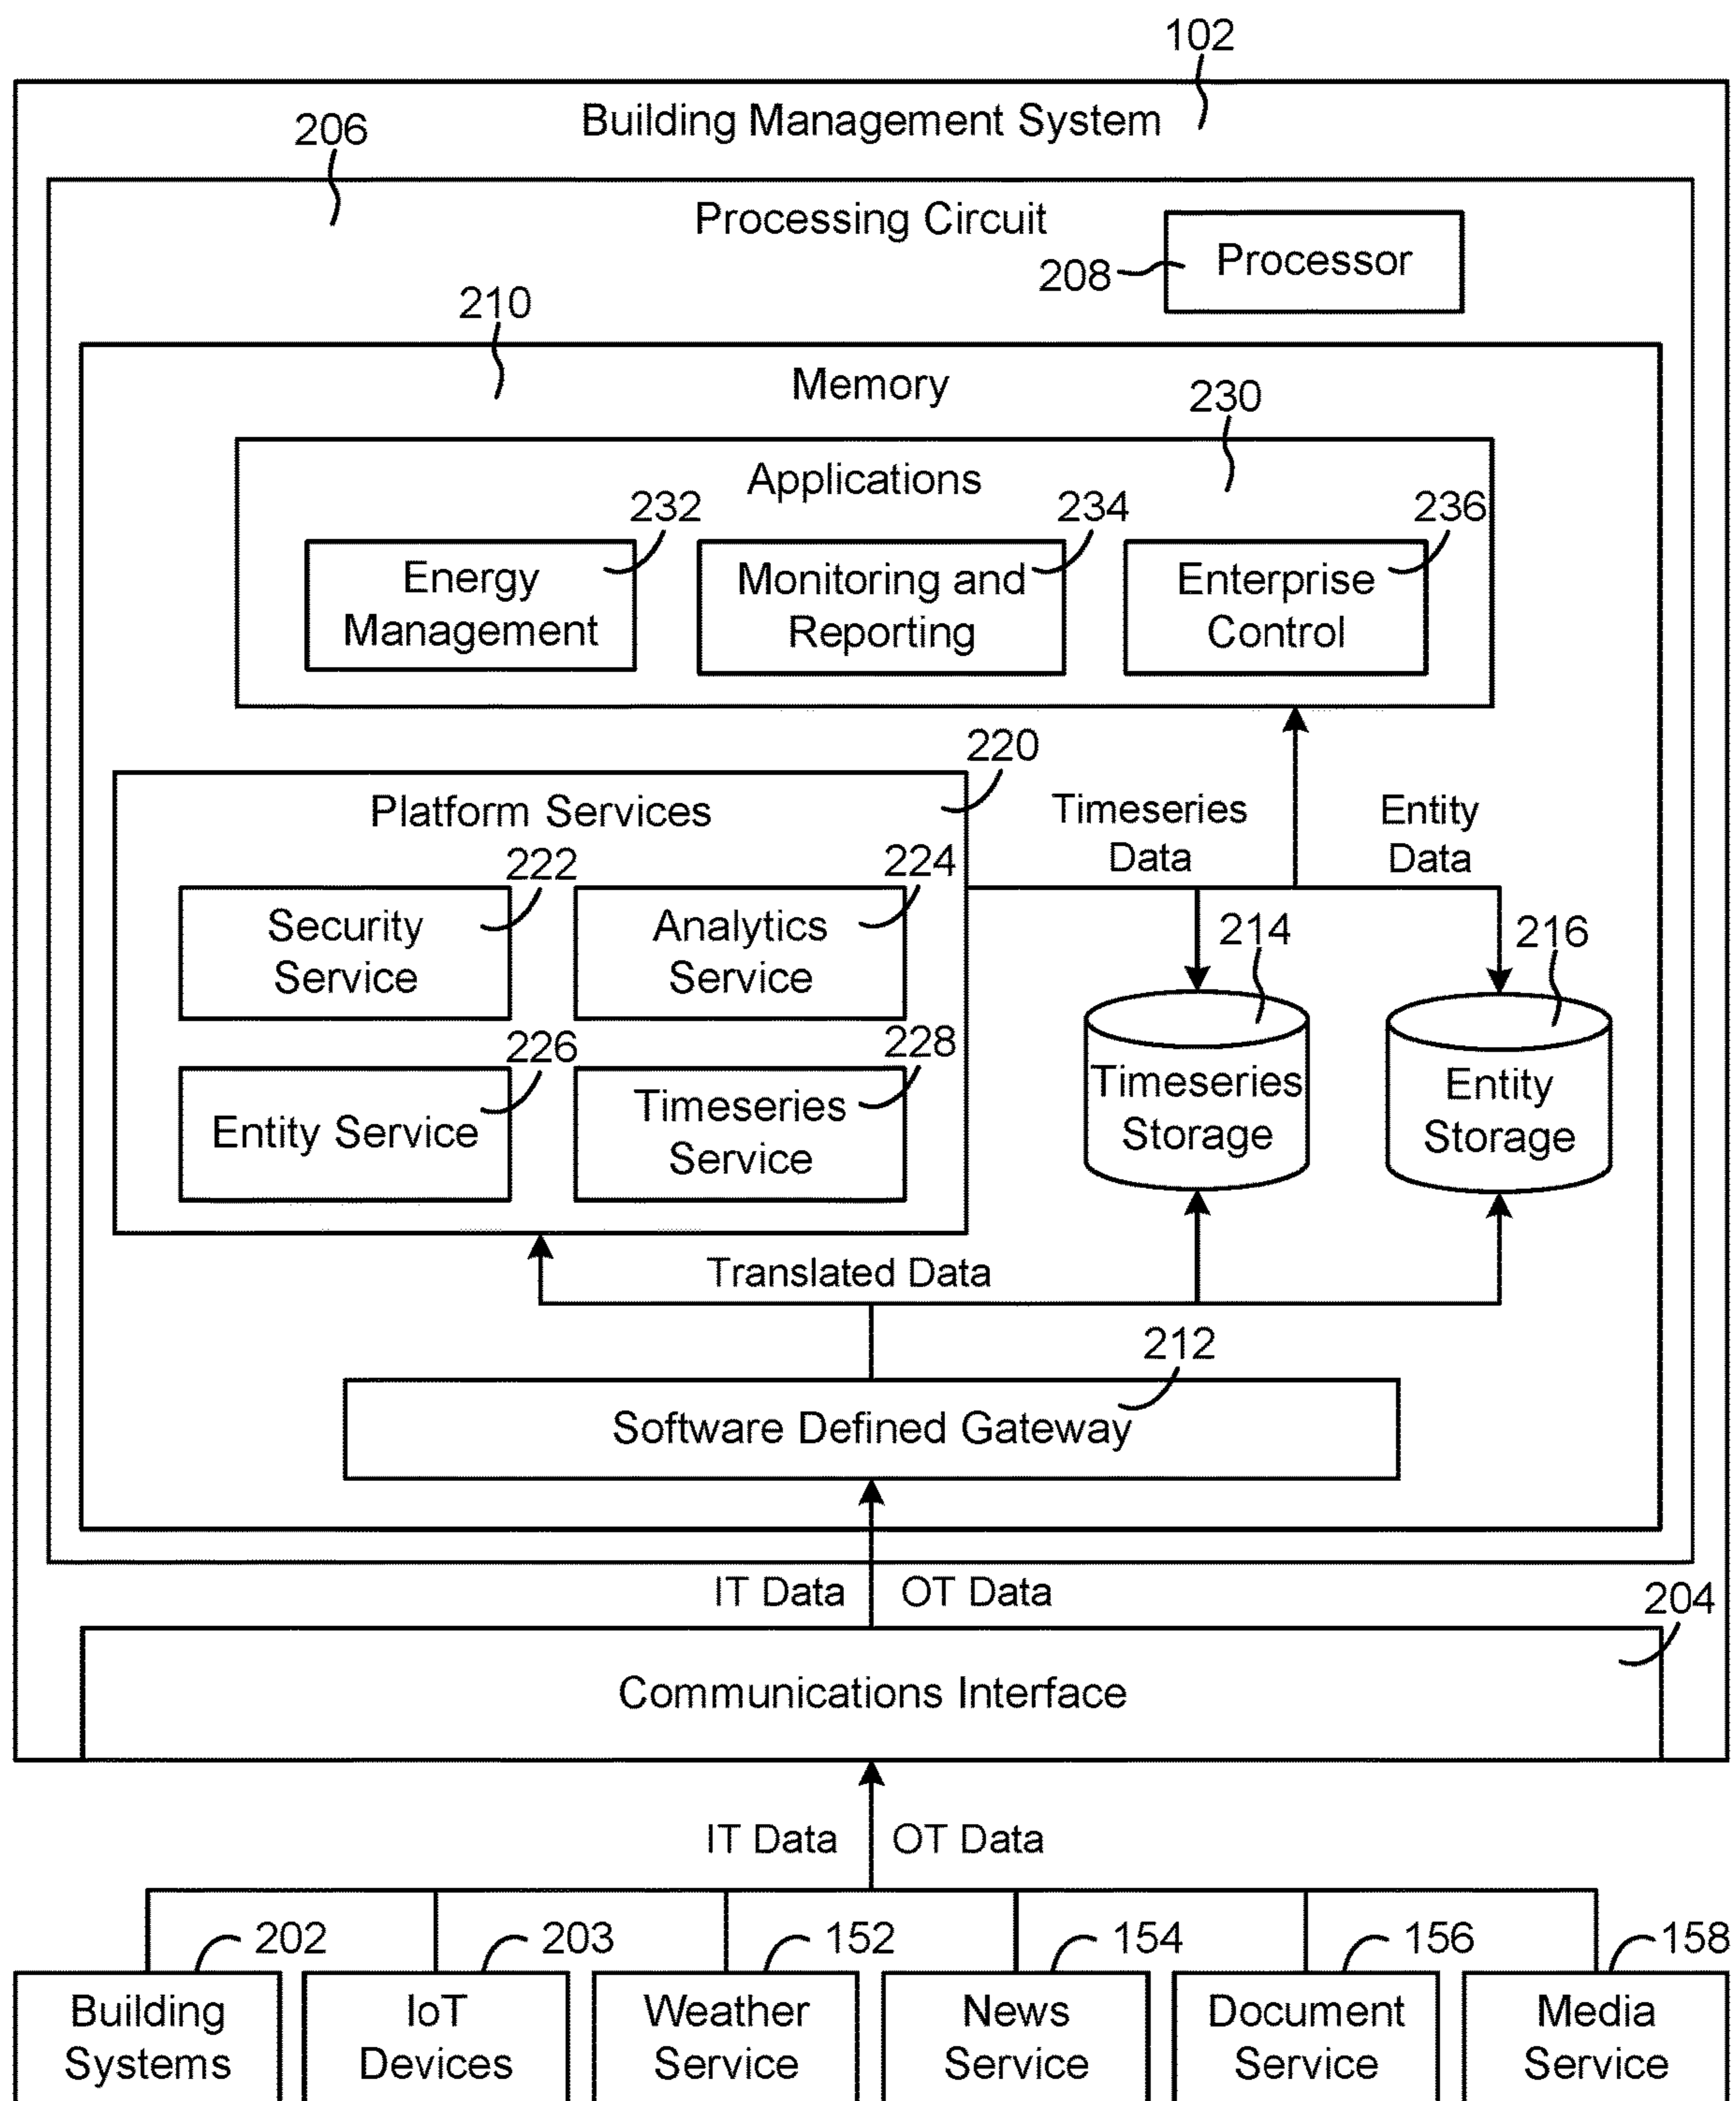 102
Building Management System
206
Processing Circuit
208
Processor
210
Memory
230
Applications
232
234
236
Energy
Management
Monitoring and
Reporting
Enterprise
Control
220
Platform Services
Timeseries
Data
Entity
Data
222
224
Security
Service
Analytics
Service
214
216
226
228
Entity Service
Timeseries
Service
Timeseries
Storage
Entity
Storage
Translated Data
212
Software Defined Gateway
IT Data
OT Data
204
Communications Interface
IT Data
OT Data
202
203
152
154
156
158
Building
Systems
IoT
Devices
Weather
Service
News
Service
Document
Service
Media
Service